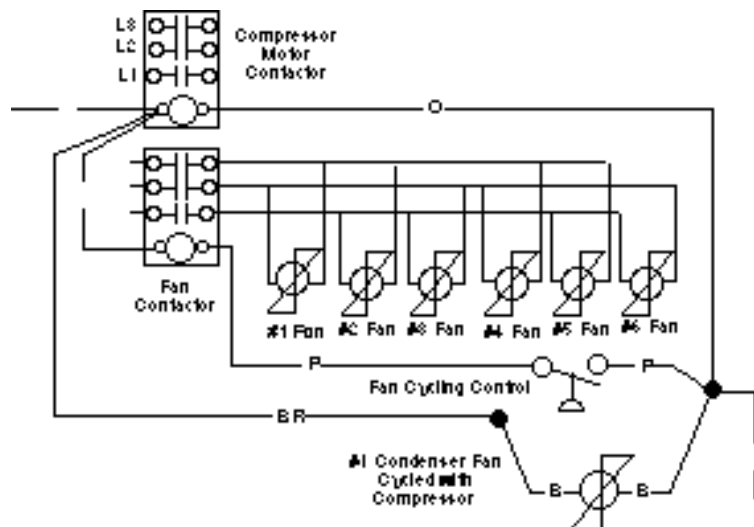 L3
L2
L1
Compressor
Motor
Contactor
O
Fan
Contactor
#1 Fan
#2 Fan
#3 Fan
#4 Fan
#5 Fan
#6 Fan
P
P
Fan Cycling Control
BR
#1 Condenser Fan
Cycled with
Compressor
B
B